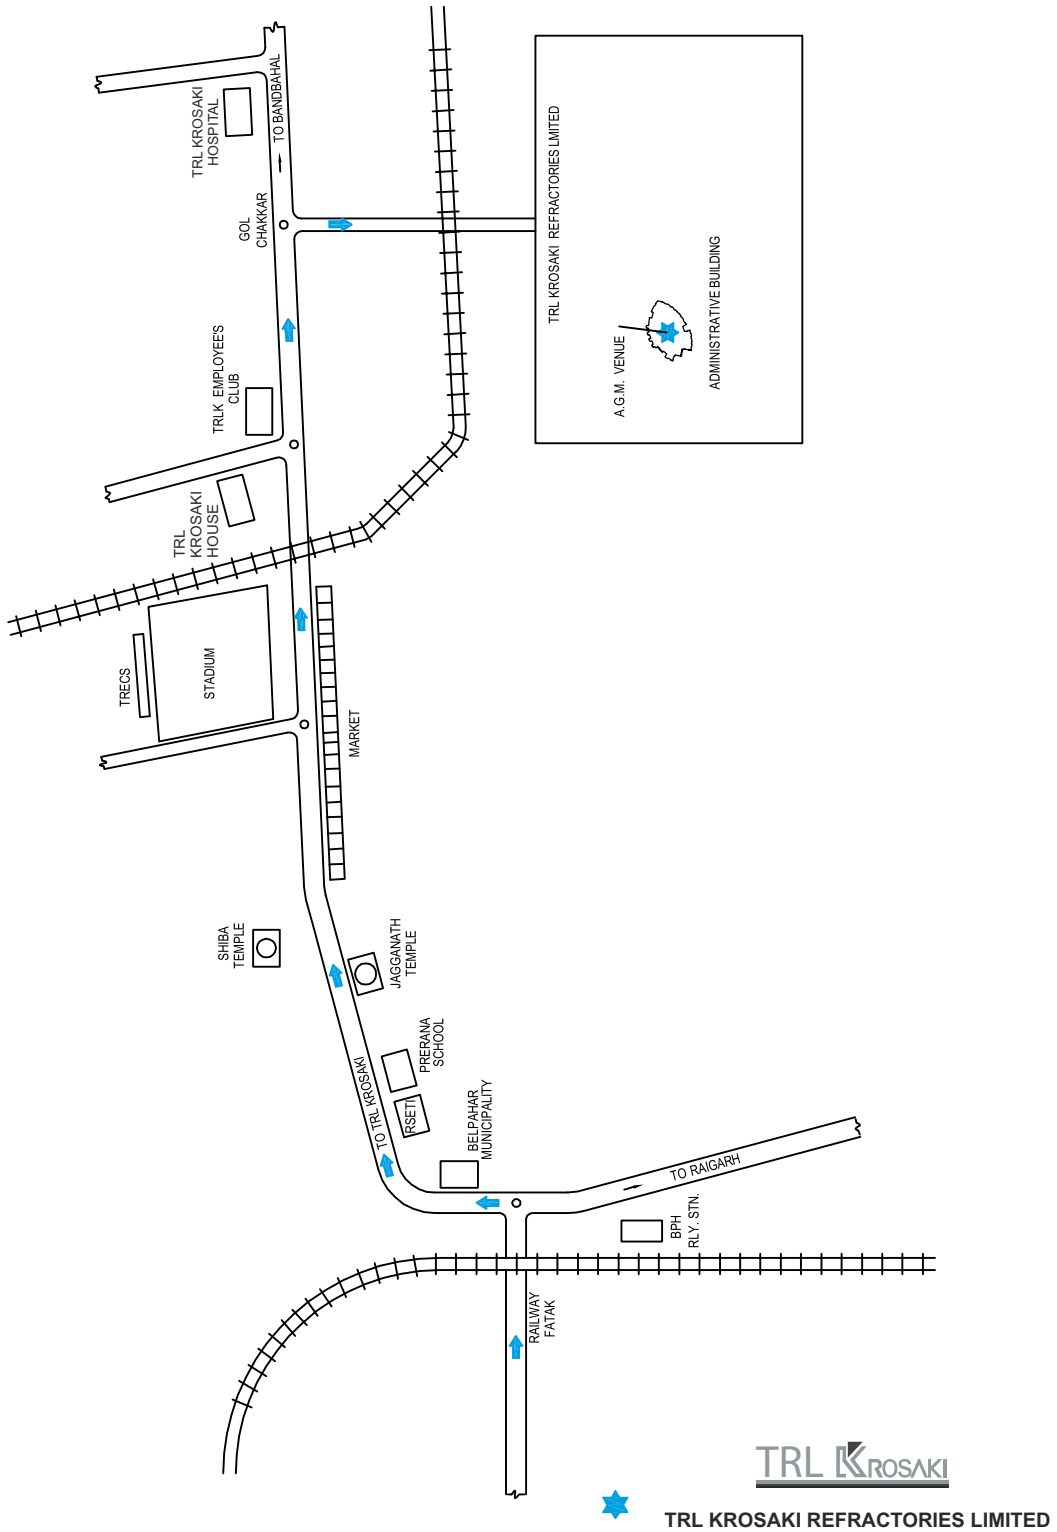 TO BANDBAHAL
TRL KROSAKI
HOSPITAL
GOL
CHAKKAR
TRL KROSAKI REFRACTORIES LMITED
A.G.M. VENUE
ADMINISTRATIVE BUILDING
TRLK EMPLOYEE'S
CLUB
TRL
KROSAKI
HOUSE
TRECS
STADIUM
MARKET
SHIBA
TEMPLE
JAGGANATH
TEMPLE
PRERANA
SCHOOL
TO TRL KROSAKI
RSETI
BELPAHAR
MUNICIPALITY
TO RAIGARH
BPH
RLY. STN.
RAILWAY
FATAK
TRL KROSAKI
TRL KROSAKI REFRACTORIES LIMITED